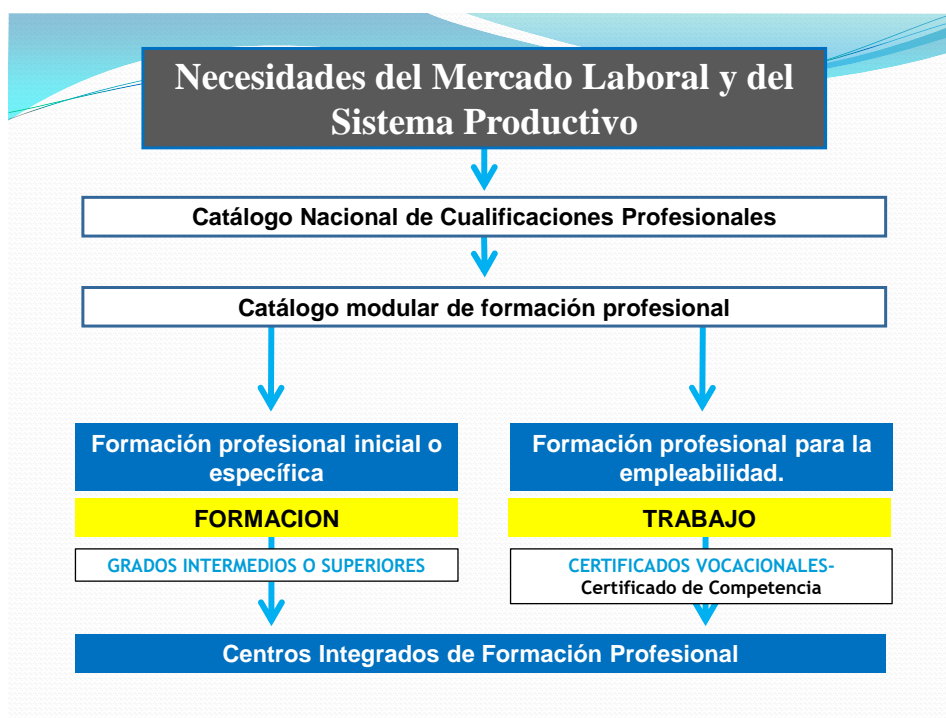 Necesidades del Mercado Laboral y del
Sistema Productivo
Catálogo Nacional de Cualificaciones Profesionales
Catálogo modular de formación profesional
Formación profesional inicial o
específica
FORMACION
GRADOS INTERMEDIOS O SUPERIORES
Formación profesional para la
empleabilidad.
TRABAJO
CERTIFICADOS VOCACIONALES-
Certificado de Competencia
Centros Integrados de Formación Profesional